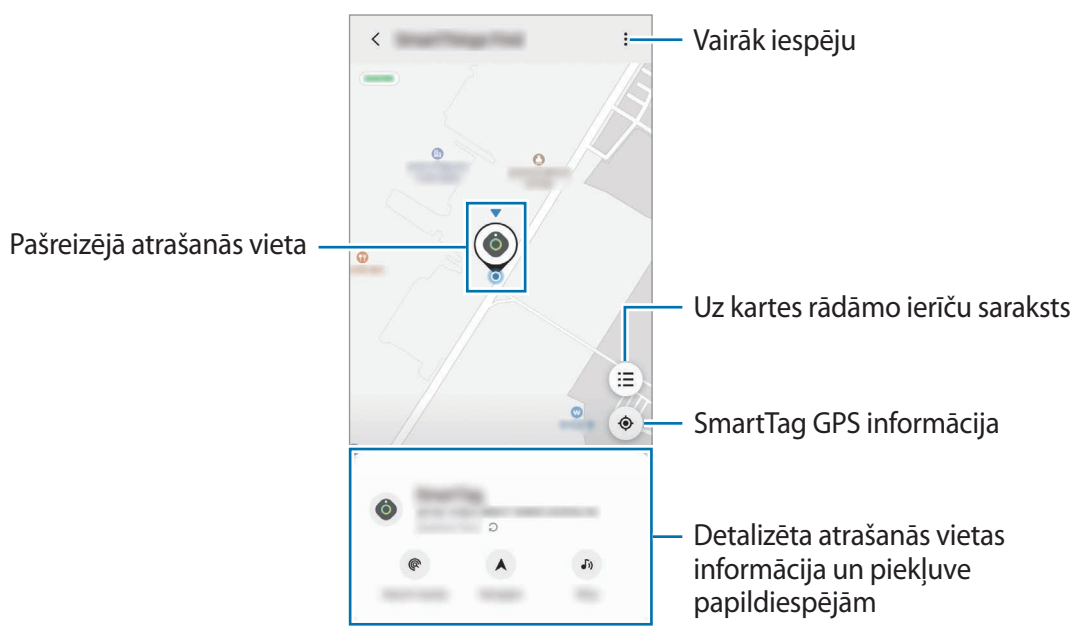 Vairāk iespēju
Pašreizējā atrašanās vieta
Uz kartes rādāmo ierīču saraksts
SmartTag GPS informācija
Detalizēta atrašanās vietas
informācija un piekļuve
papildiespējām